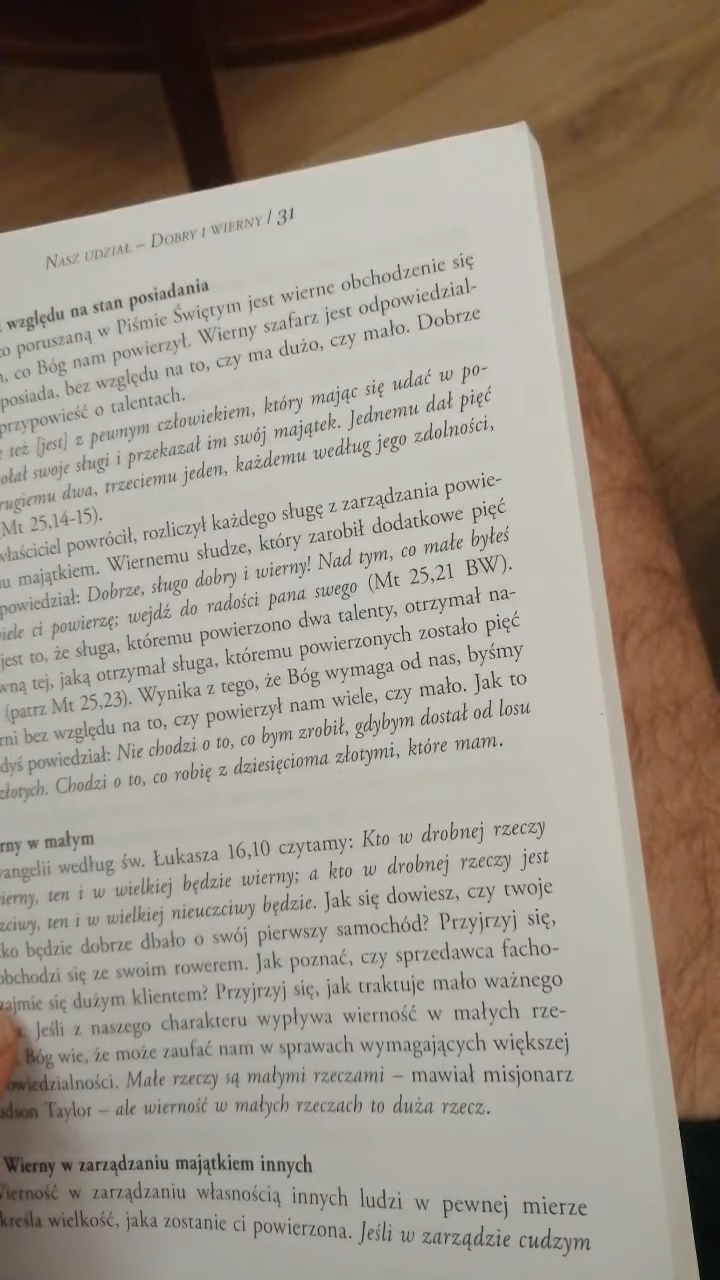 NASZ UDZIAŁ – DOBRY I WIERNY / 31
względu na stan posiadania
poruszaną w Piśmie Świętym jest wierne obchodzenie się
, co Bóg nam powierzył. Wierny szafarz jest odpowiedzial-
posiada, bez względu na to, czy ma dużo, czy mało. Dobrze
przypowieść o talentach.
też [jest] z pewnym człowiekiem, który mając się udać w po-
swoje sługi i przekazał im swój majątek. Jednemu dał pięć
dwa, trzeciemu jeden, każdemu według jego zdolności,
(Mt 25,14-15).
właściciel powrócił, rozliczył każdego sługę z zarządzania powie-
majątkiem. Wiernemu słudze, który zarobił dodatkowe pięć
powiedział: Dobrze, sługo dobry i wierny! Nad tym, co małe byłeś
ci powierzę; wejdź do radości pana swego (Mt 25,21 BW).
jest to, że sługa, któremu powierzono dwa talenty, otrzymał na-
tej, jaką otrzymał sługa, któremu powierzonych zostało pięć
(patrz Mt 25,23). Wynika z tego, że Bóg wymaga od nas, byśmy
bez względu na to, czy powierzył nam wiele, czy mało. Jak to
powiedział: Nie chodzi o to, co bym zrobił, gdybym dostał od losu
złotych. Chodzi o to, co robię z dziesięcioma złotymi, które mam.
w małym
według św. Łukasza 16,10 czytamy: Kto w drobnej rzeczy
ten i w wielkiej będzie wierny; a kto w drobnej rzeczy jest
ten i w wielkiej nieuczciwy będzie. Jak się dowiesz, czy twoje
będzie dobrze dbało o swój pierwszy samochód? Przyjrzyj się,
obchodzi się ze swoim rowerem. Jak poznać, czy sprzedawca facho-
zajmie się dużym klientem? Przyjrzyj się, jak traktuje mało ważnego
Jeśli z naszego charakteru wypływa wierność w małych rze-
Bóg wie, że może zaufać nam w sprawach wymagających większej
Małe rzeczy są małymi rzeczami – mawiał misjonarz
Taylor – ale wierność w małych rzeczach to duża rzecz.
Wierny w zarządzaniu majątkiem innych
Wierność w zarządzaniu własnością innych ludzi w pewnej mierze
wielkość, jaka zostanie ci powierzona. Jeśli w zarządzie cudzym